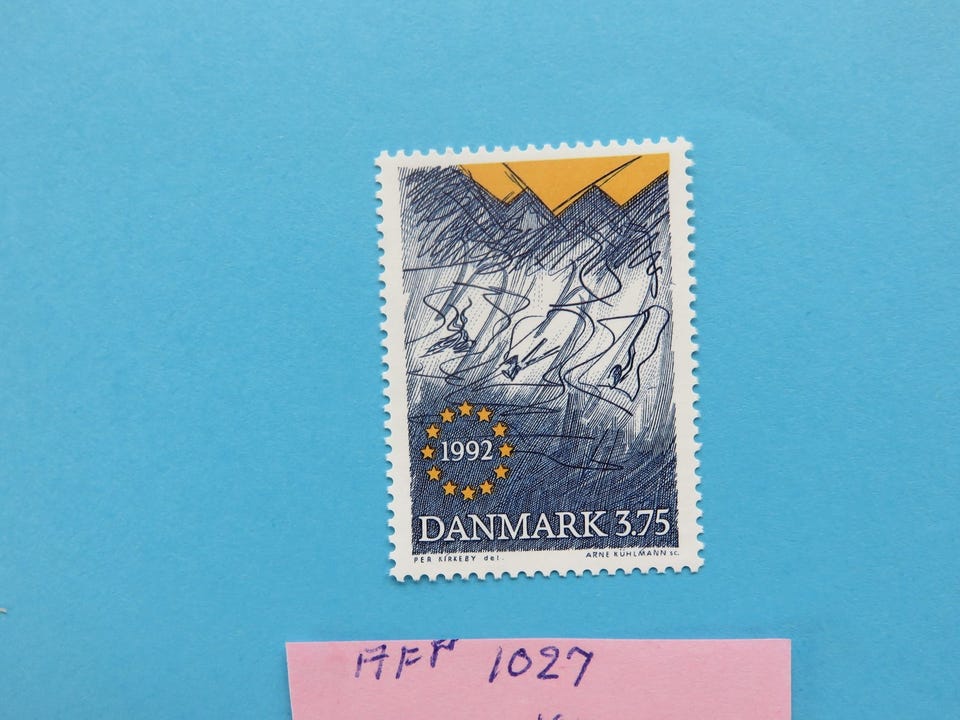 1992
DANMARK 3.75
PER KIRKEBY del. ARNE KÜHLMANN sc.
AFA 1027